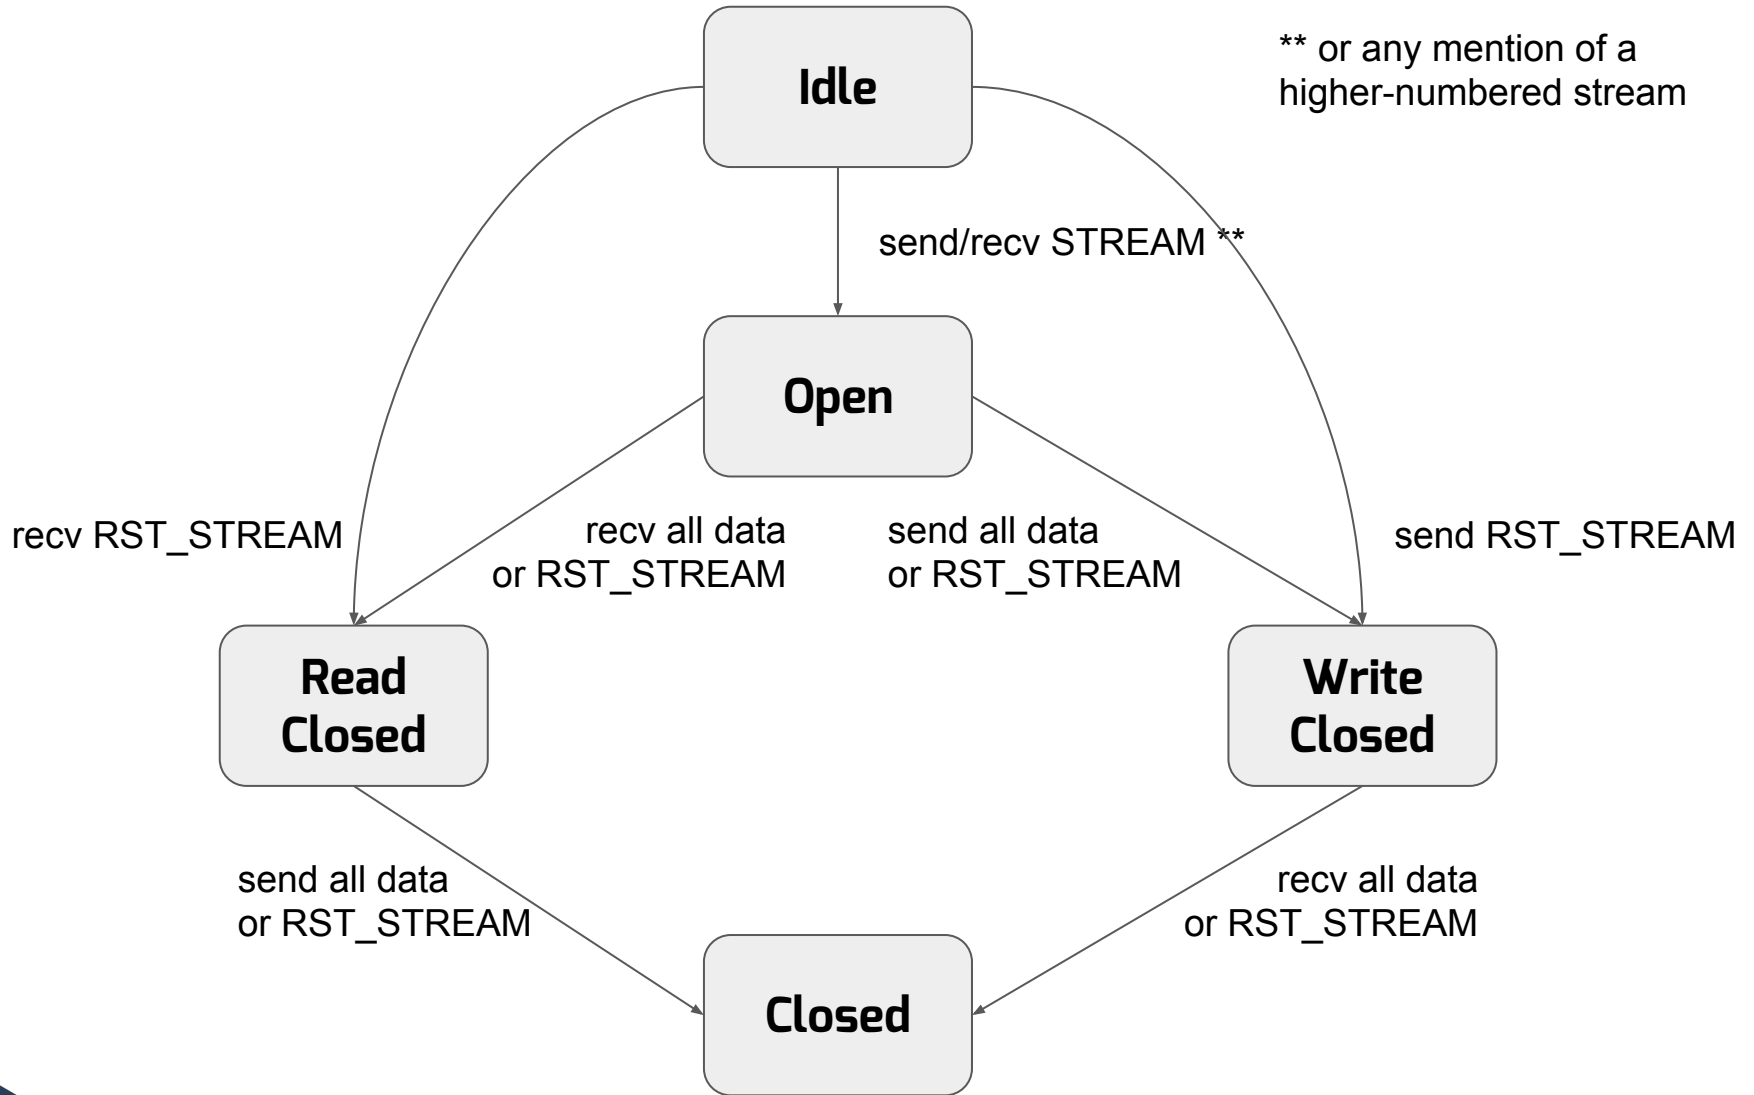 Idle
** or any mention of a
higher-numbered stream
send/recv STREAM **
Open
recv RST_STREAM
recv all data
or RST_STREAM
send all data
or RST_STREAM
send RST_STREAM
Read
Closed
Write
Closed
send all data
or RST_STREAM
recv all data
or RST_STREAM
Closed